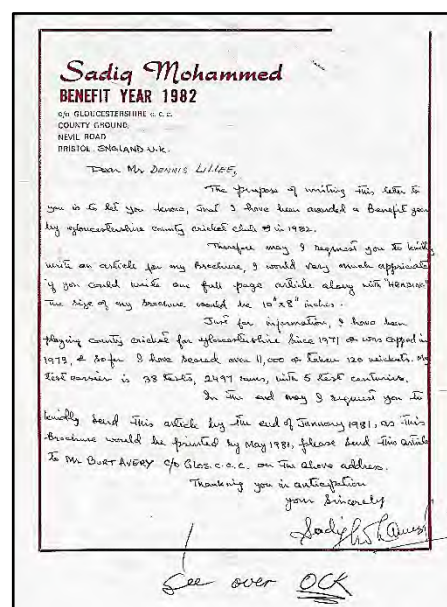 Sadiq Mohammed
BENEFIT YEAR 1982
c/o GLOUCESTERSHIRE c. c. c.
COUNTY GROUND,
NEVIL ROAD
BRISTOL ENGLAND U.K.
Dear Mr DENNIS LILLEE,
The purpose of writing this letter to
you is to let you know, that I have been awarded a Benefit year
by gloucestershire county cricket club in 1982.
Therefore may I request you to kindly
write an article for my Brochure, I would very much appriciate
if you could write one full page article along with "HEADING"
The size of my brochure would be 10"x8" inches.
Just for information, I have been
playing county cricket for gloucestershire since 1971 & was capped in
1973, & so far I have scored over 11,000 & taken 120 wickets. My
test carrier is 38 tests, 2497 runs, with 5 test centuries.
In the end may I request you to
kindly send this article by the end of January 1981, as this
Brochure would be printed by May 1981, please send this article
to Mr BURT AVERY c/o Glos.c.c.c. on the above address.
Thanking you in anticipation
your Sincerely
Sadiq
See over OCK